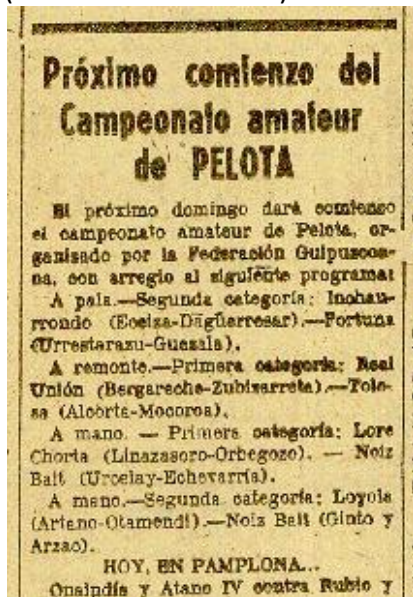 Próximo comienzo del
Campeonato amateur
de PELOTA
El próximo domingo dará comienzo
el campeonato amateur de Pelota, or-
ganizado por la Federación Guipuzcoa-
na, con arreglo al siguiente programa:
A pala.—Segunda categoría: Inchau-
rrondo (Eceiza-Dagüerresar).—Fortuna
(Urrestarazu-Guezala).
A remonte.—Primera categoría: Real
Unión (Bergareche-Zubizarreta).—Tolo-
sa (Alcorta-Mocoroa).
A mano. — Primera categoría: Lore
Choria (Linazasoro-Orbegozo). — Noiz
Bait (Urcelay-Echevarría).
A mano.—Segunda categoría: Loyola
(Artano-Otamendi).—Noiz Bait (Ginto y
Arzao).
HOY, EN PAMPLONA...
Onaindía y Atano IV contra Rubio y